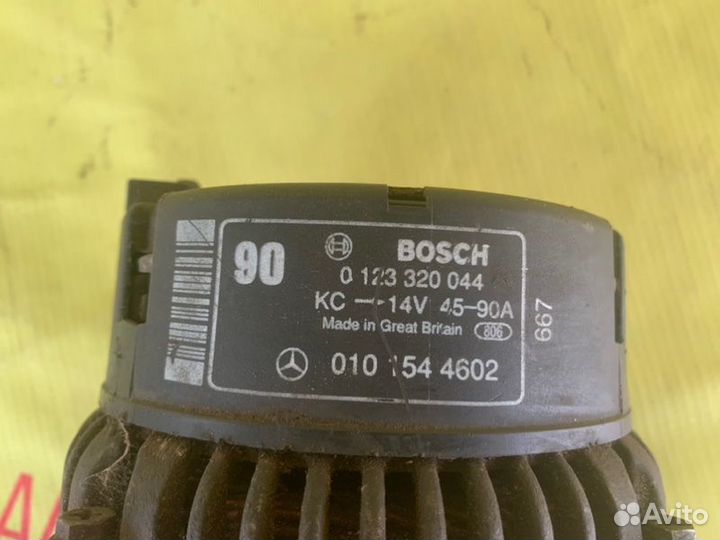 90
BOSCH
0 123 320 044
KC 14V 45-90A
Made in Great Britain 806
010 154 4602
667
AA
Avito